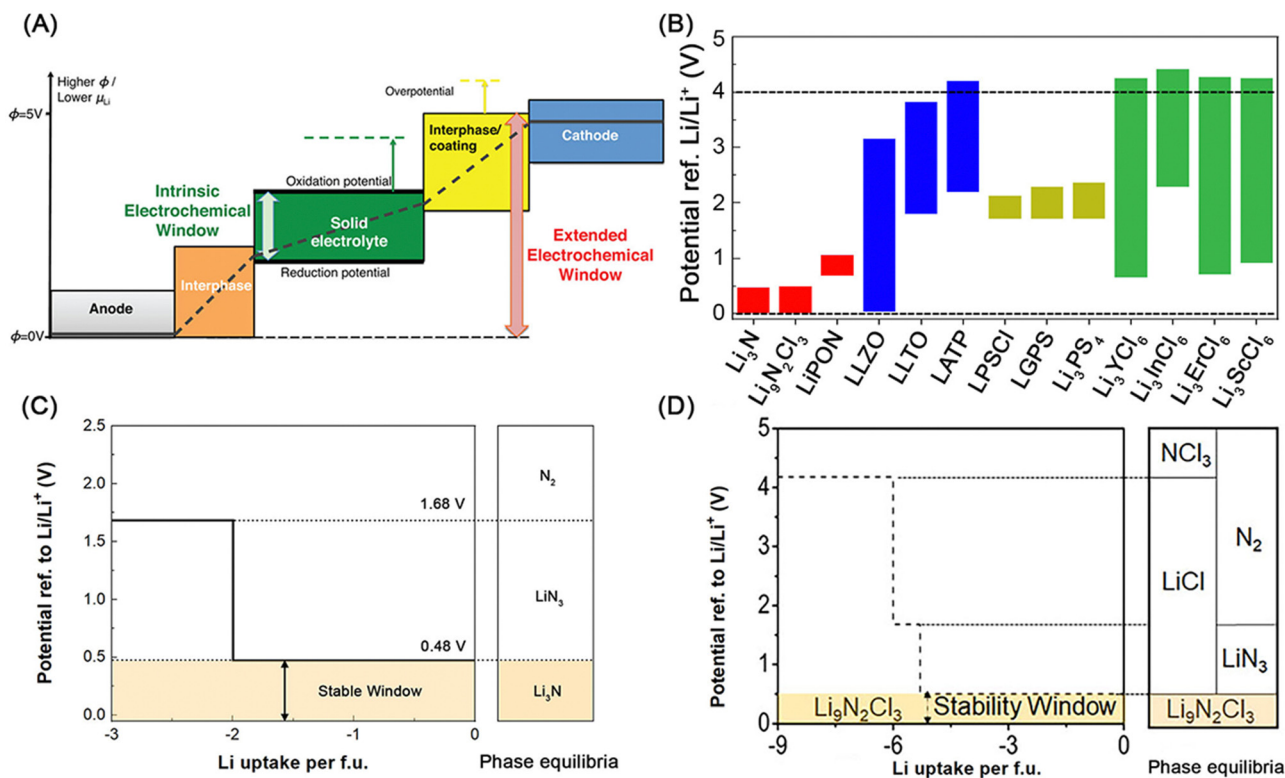 (A)
Higher ϕ /
Lower μLi
ϕ=5V
ϕ=0V
Overpotential
Interphase/
coating
Cathode
Oxidation potential
Intrinsic
Electrochemical
Window
Solid
electrolyte
Extended
Electrochemical
Window
Reduction potential
Interphase
Anode
(B)
Potential ref. Li/Li⁺ (V)
5
4
3
2
1
0
Li₃N
Li₉N₂Cl₃
LiPON
LLZO
LLTO
LATP
LPSCl
LGPS
Li₃PS₄
Li₃YCl₆
Li₃InCl₆
Li₃ErCl₆
Li₃ScCl₆
(C)
Potential ref. to Li/Li⁺ (V)
2.5
2.0
1.5
1.0
0.5
0.0
1.68 V
0.48 V
Stable Window
-3
-2
-1
0
Li uptake per f.u.
N₂
LiN₃
Li₃N
Phase equilibria
(D)
Potential ref. to Li/Li⁺ (V)
5
4
3
2
1
0
Li₉N₂Cl₃
Stability Window
-9
-6
-3
0
Li uptake per f.u.
NCl₃
N₂
LiCl
LiN₃
Li₉N₂Cl₃
Phase equilibria